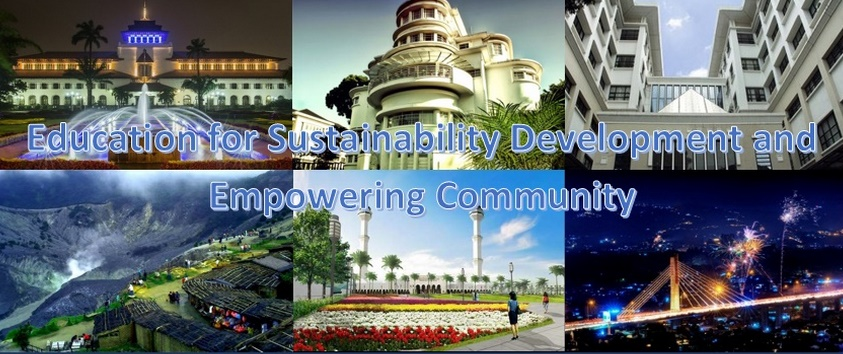 Education for Sustainability Development and
Empowering Community